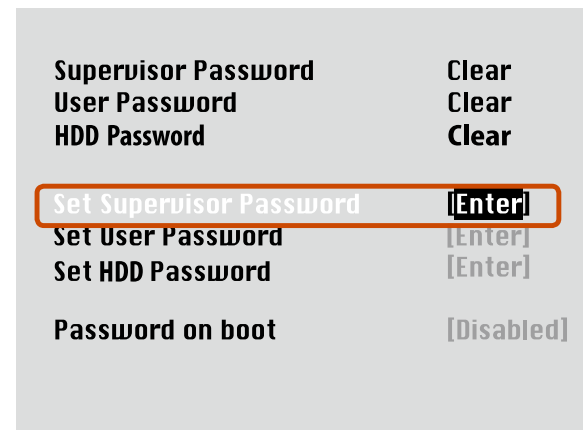 Supervisor Password Clear
User Password Clear
HDD Password Clear
Set Supervisor Password [Enter]
Set User Password [Enter]
Set HDD Password [Enter]
Password on boot [Disabled]